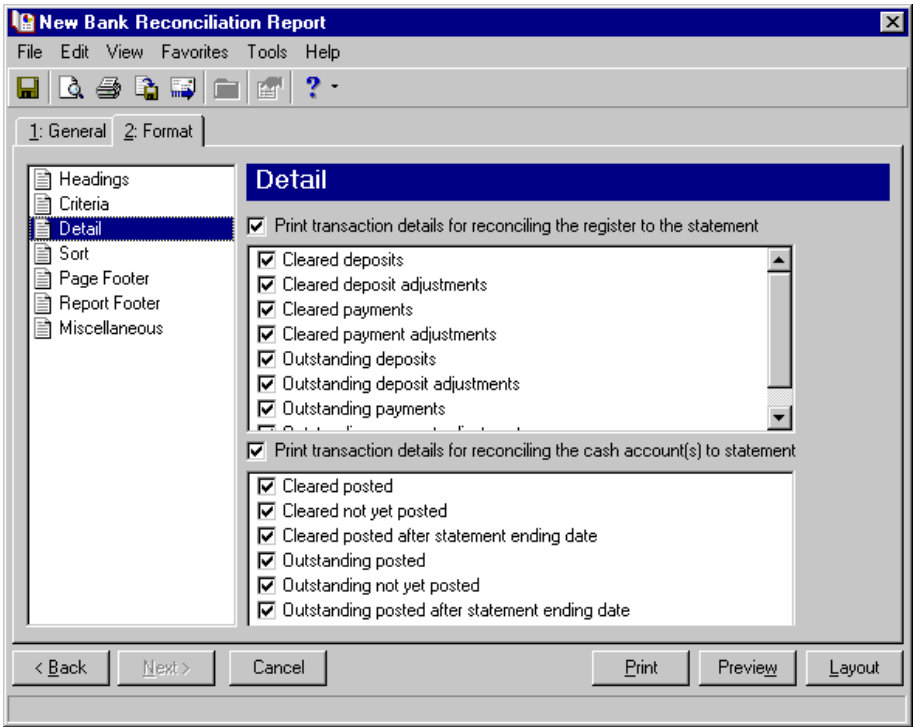 New Bank Reconciliation Report
File Edit View Favorites Tools Help
1: General 2: Format
Headings
Criteria
Detail
Sort
Page Footer
Report Footer
Miscellaneous
Detail
Print transaction details for reconciling the register to the statement
Cleared deposits
Cleared deposit adjustments
Cleared payments
Cleared payment adjustments
Outstanding deposits
Outstanding deposit adjustments
Outstanding payments
Print transaction details for reconciling the cash account(s) to statement
Cleared posted
Cleared not yet posted
Cleared posted after statement ending date
Outstanding posted
Outstanding not yet posted
Outstanding posted after statement ending date
< Back Next > Cancel Print Preview Layout